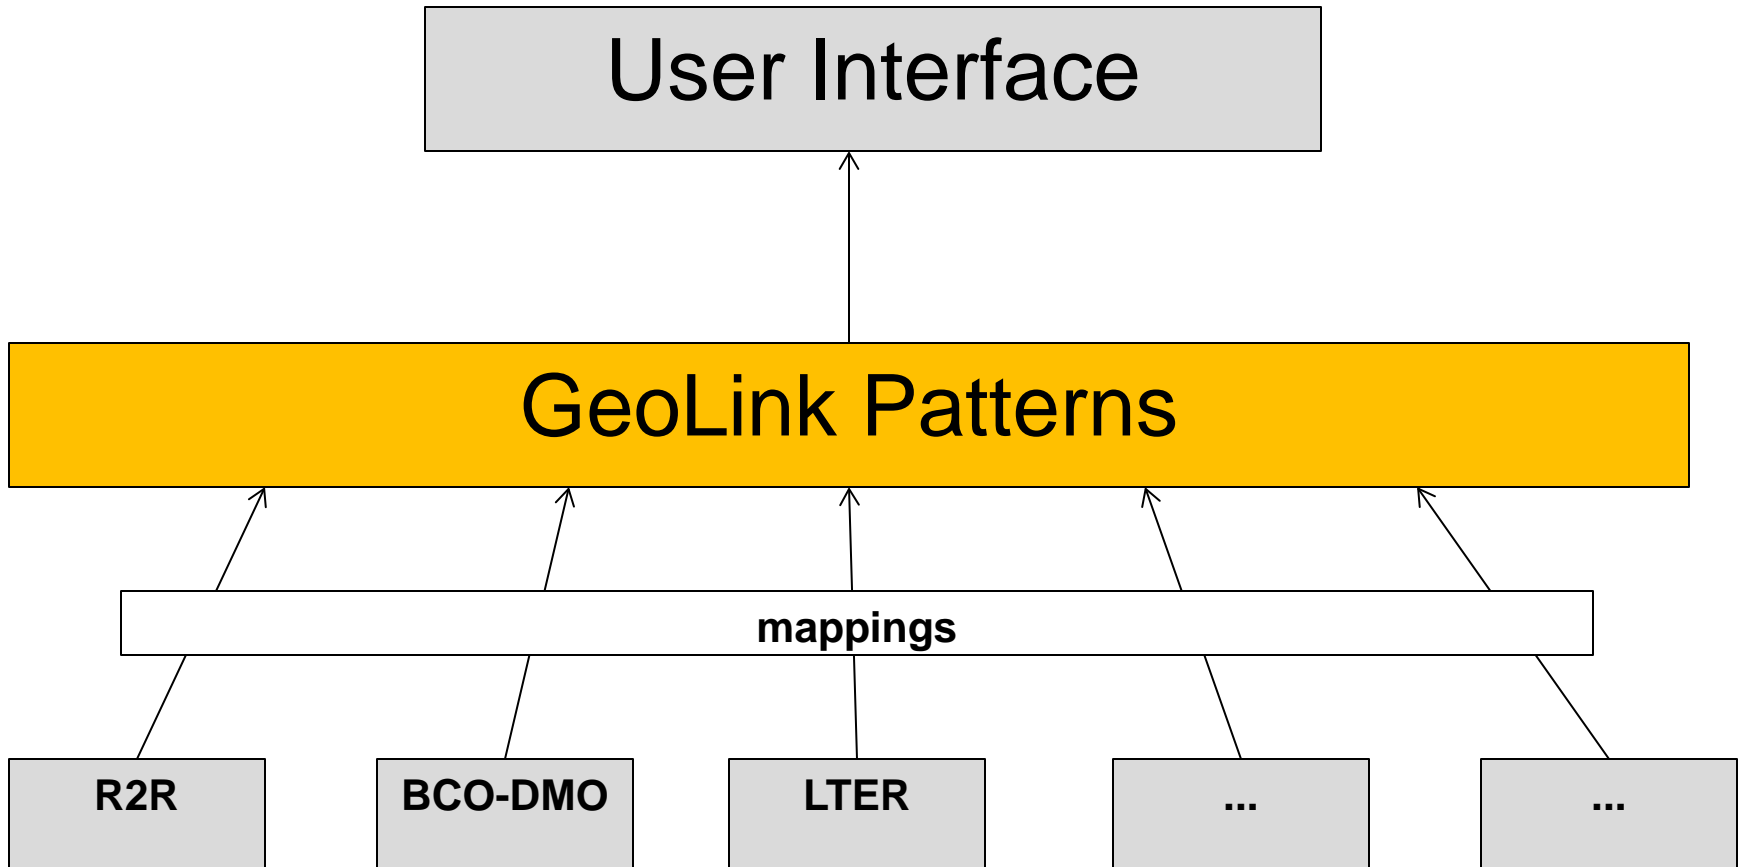 User Interface
GeoLink Patterns
mappings
R2R
BCO-DMO
LTER
...
...